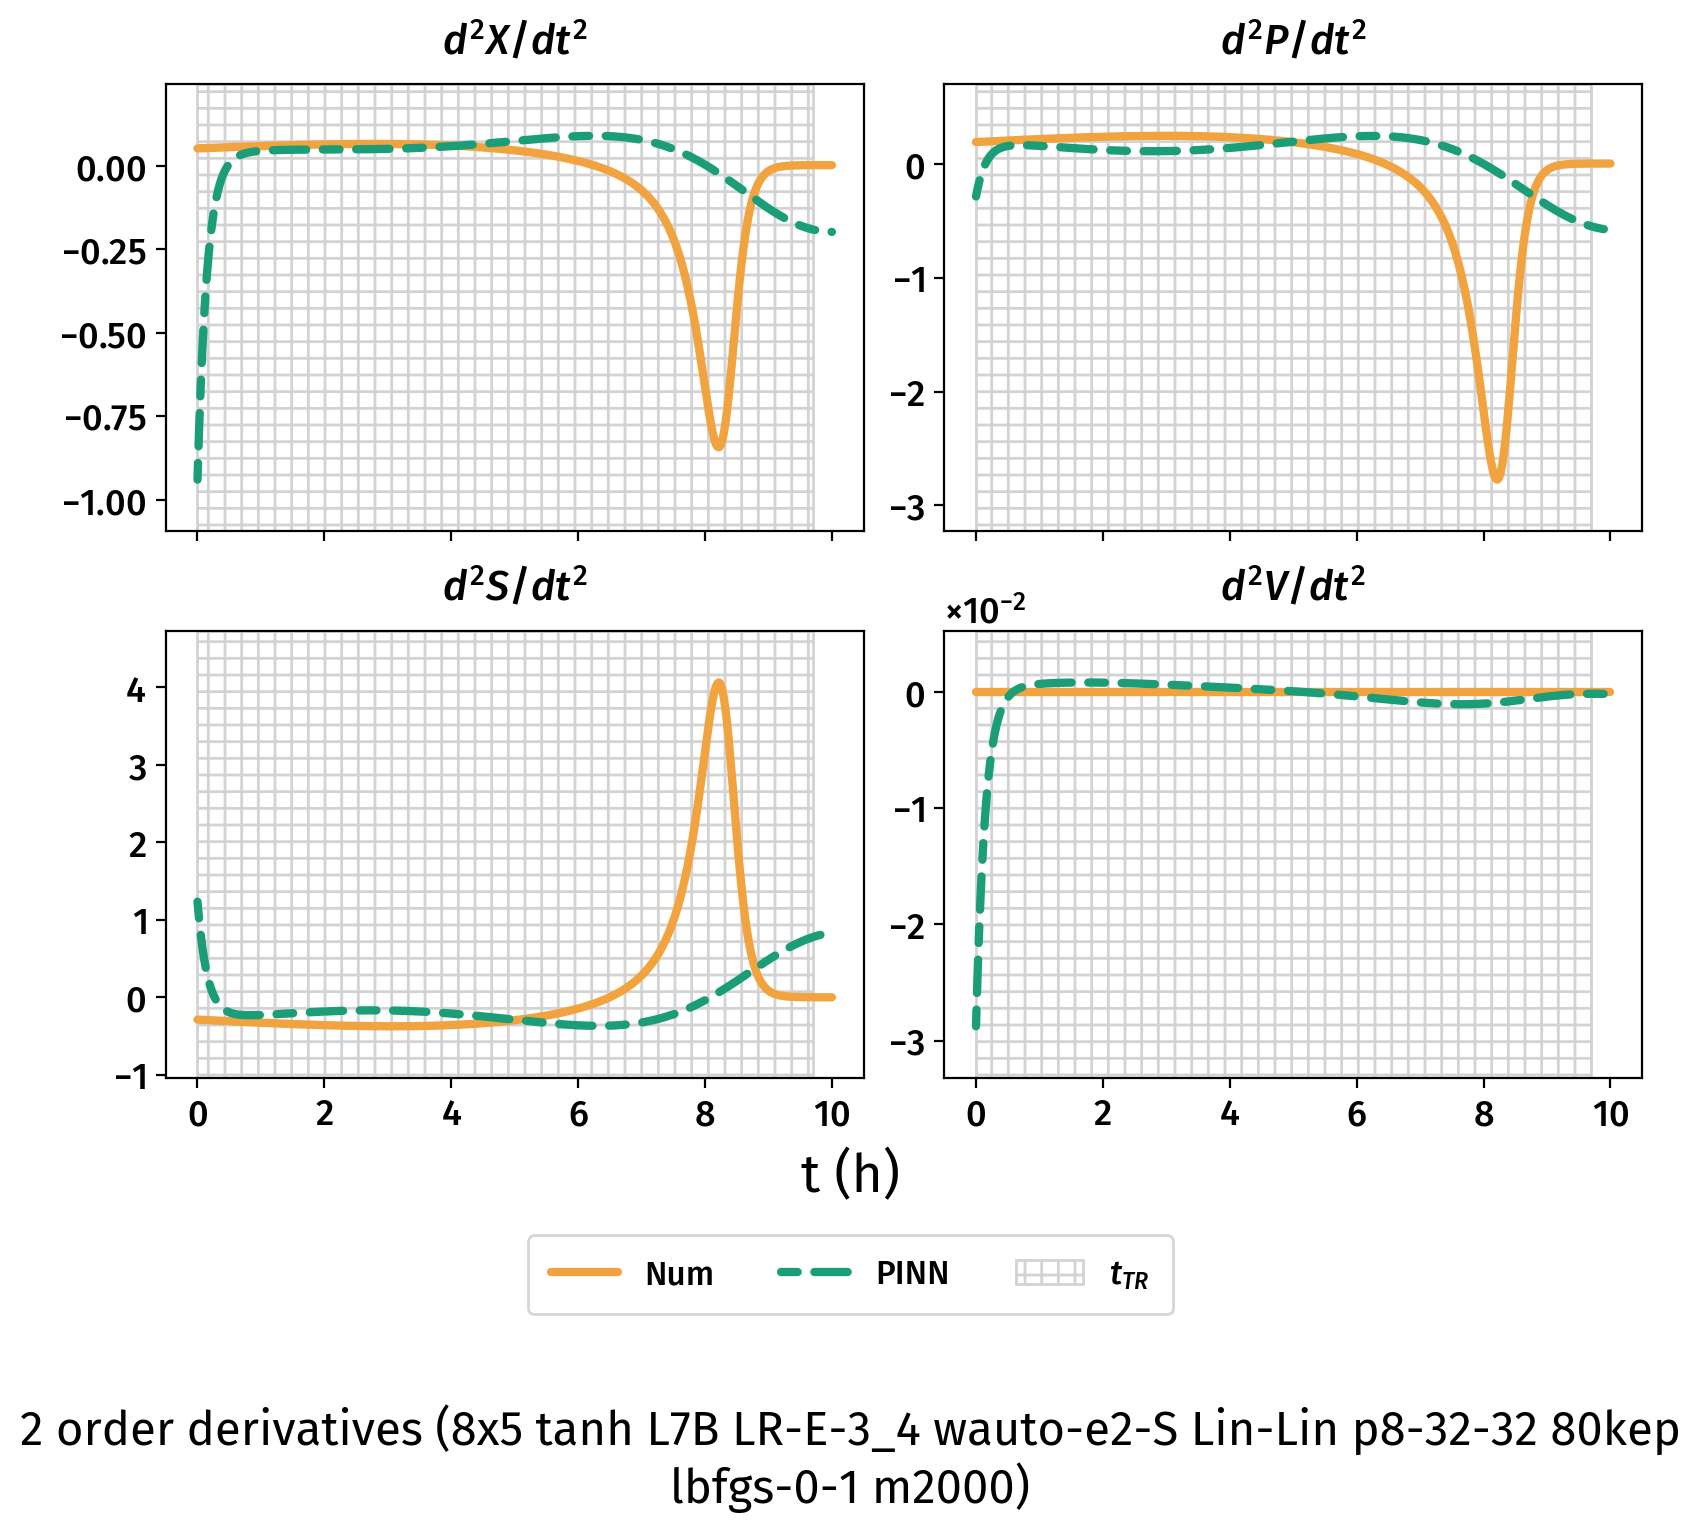 d²X/dt²
d²P/dt²
0.00
−0.25
−0.50
−0.75
−1.00
0
−1
−2
−3
d²S/dt²
d²V/dt²
×10⁻²
4
3
2
1
0
−1
0
−1
−2
−3
0 2 4 6 8 10
0 2 4 6 8 10
t (h)
Num PINN t_TR
2 order derivatives (8x5 tanh L7B LR-E-3_4 wauto-e2-S Lin-Lin p8-32-32 80kep
lbfgs-0-1 m2000)